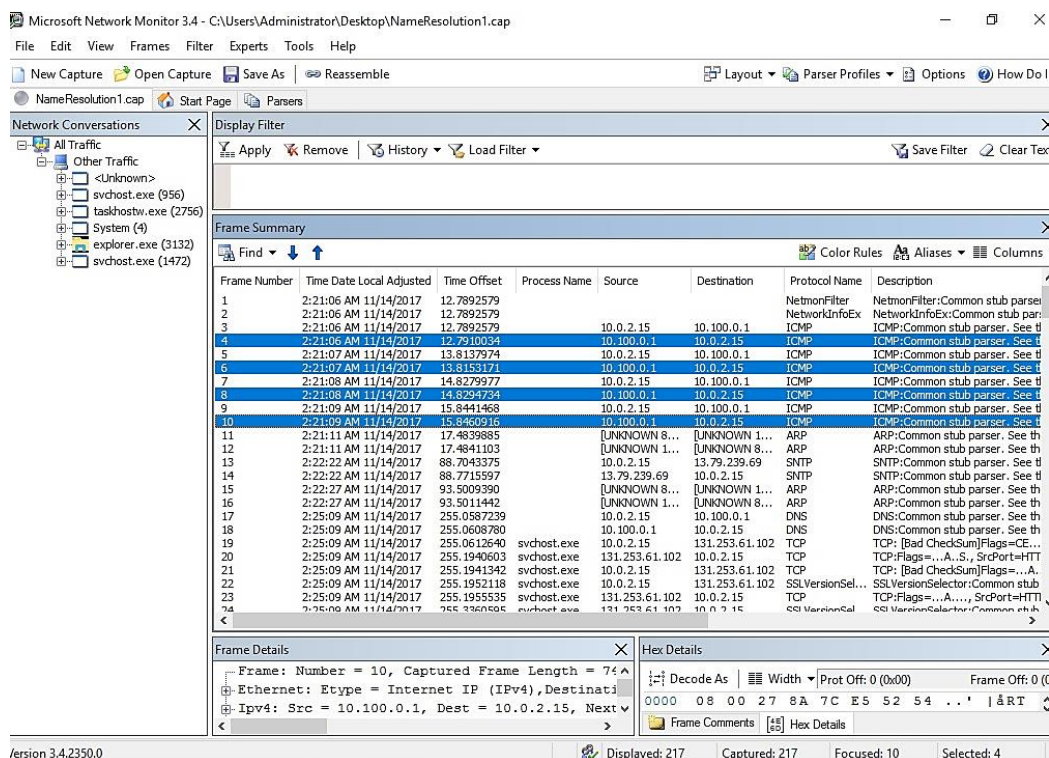 Microsoft Network Monitor 3.4 - C:\Users\Administrator\Desktop\NameResolution1.cap
File Edit View Frames Filter Experts Tools Help
New Capture Open Capture Save As Reassemble Layout Parser Profiles Options How Do I
NameResolution1.cap Start Page Parsers
Network Conversations
All Traffic
Other Traffic
<Unknown>
svchost.exe (956)
taskhostw.exe (2756)
System (4)
explorer.exe (3132)
svchost.exe (1472)
Display Filter
Apply Remove History Load Filter Save Filter Clear Tex
Frame Summary
Find Color Rules Aliases Columns
Frame Number Time Date Local Adjusted Time Offset Process Name Source Destination Protocol Name Description
1 2:21:06 AM 11/14/2017 12.7892579 NetmonFilter NetmonFilter:Common stub parser
2 2:21:06 AM 11/14/2017 12.7892579 NetworkInfoEx NetworkInfoEx:Common stub par:
3 2:21:06 AM 11/14/2017 12.7892579 10.0.2.15 10.100.0.1 ICMP ICMP:Common stub parser. See t
4 2:21:06 AM 11/14/2017 12.7910034 10.100.0.1 10.0.2.15 ICMP ICMP:Common stub parser. See t
5 2:21:07 AM 11/14/2017 13.8137974 10.0.2.15 10.100.0.1 ICMP ICMP:Common stub parser. See t
6 2:21:07 AM 11/14/2017 13.8153171 10.100.0.1 10.0.2.15 ICMP ICMP:Common stub parser. See t
7 2:21:08 AM 11/14/2017 14.8279977 10.0.2.15 10.100.0.1 ICMP ICMP:Common stub parser. See t
8 2:21:08 AM 11/14/2017 14.8294734 10.100.0.1 10.0.2.15 ICMP ICMP:Common stub parser. See t
9 2:21:09 AM 11/14/2017 15.8441468 10.0.2.15 10.100.0.1 ICMP ICMP:Common stub parser. See t
10 2:21:09 AM 11/14/2017 15.8460916 10.100.0.1 10.0.2.15 ICMP ICMP:Common stub parser. See t
11 2:21:11 AM 11/14/2017 17.4839885 [UNKNOWN 8... [UNKNOWN 1... ARP ARP:Common stub parser. See th
12 2:21:11 AM 11/14/2017 17.4841103 [UNKNOWN 1... [UNKNOWN 8... ARP ARP:Common stub parser. See th
13 2:22:22 AM 11/14/2017 88.7043375 10.0.2.15 13.79.239.69 SNTP SNTP:Common stub parser. See t
14 2:22:22 AM 11/14/2017 88.7715597 13.79.239.69 10.0.2.15 SNTP SNTP:Common stub parser. See t
15 2:22:27 AM 11/14/2017 93.5009390 [UNKNOWN 8... [UNKNOWN 1... ARP ARP:Common stub parser. See th
16 2:22:27 AM 11/14/2017 93.5011442 [UNKNOWN 1... [UNKNOWN 8... ARP ARP:Common stub parser. See th
17 2:25:09 AM 11/14/2017 255.0587239 10.0.2.15 10.100.0.1 DNS DNS:Common stub parser. See th
18 2:25:09 AM 11/14/2017 255.0608780 10.100.0.1 10.0.2.15 DNS DNS:Common stub parser. See th
19 2:25:09 AM 11/14/2017 255.0612640 svchost.exe 10.0.2.15 131.253.61.102 TCP TCP: [Bad CheckSum]Flags=CE...
20 2:25:09 AM 11/14/2017 255.1940603 svchost.exe 131.253.61.102 10.0.2.15 TCP TCP:Flags=...A..S., SrcPort=HTT
21 2:25:09 AM 11/14/2017 255.1941342 svchost.exe 10.0.2.15 131.253.61.102 TCP TCP: [Bad CheckSum]Flags=...A.
22 2:25:09 AM 11/14/2017 255.1952118 svchost.exe 10.0.2.15 131.253.61.102 SSLVersionSel... SSLVersionSelector:Common stub
23 2:25:09 AM 11/14/2017 255.1955535 svchost.exe 131.253.61.102 10.0.2.15 TCP TCP:Flags=...A...., SrcPort=HTT
24 2:25:09 AM 11/14/2017 255.3360595 svchost.exe 131.253.61.102 10.0.2.15 SSLVersionSel SSLVersionSelector:Common stub
Frame Details
Frame: Number = 10, Captured Frame Length = 74
Ethernet: Etype = Internet IP (IPv4),Destinati
Ipv4: Src = 10.100.0.1, Dest = 10.0.2.15, Next
Hex Details
Decode As Width Prot Off: 0 (0x00) Frame Off: 0 (0
0000 08 00 27 8A 7C E5 52 54 ..' |åRT
Frame Comments Hex Details
Version 3.4.2350.0 Displayed: 217 Captured: 217 Focused: 10 Selected: 4